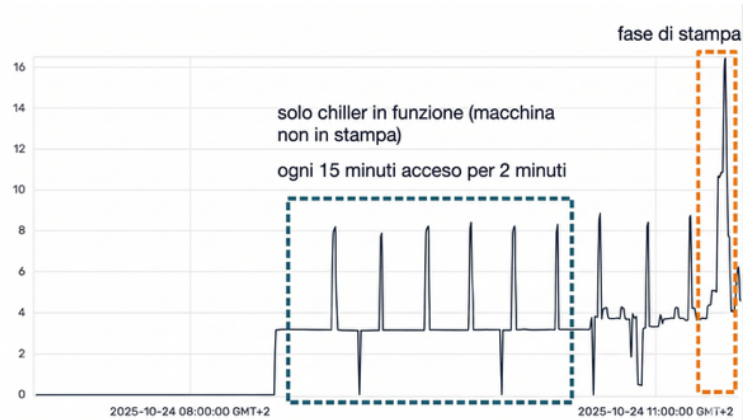 fase di stampa
16
14
solo chiller in funzione (macchina
non in stampa)
12
ogni 15 minuti acceso per 2 minuti
10
8
6
4
2
0
2025-10-24 08:00:00 GMT+2
2025-10-24 11:00:00 GMT+2